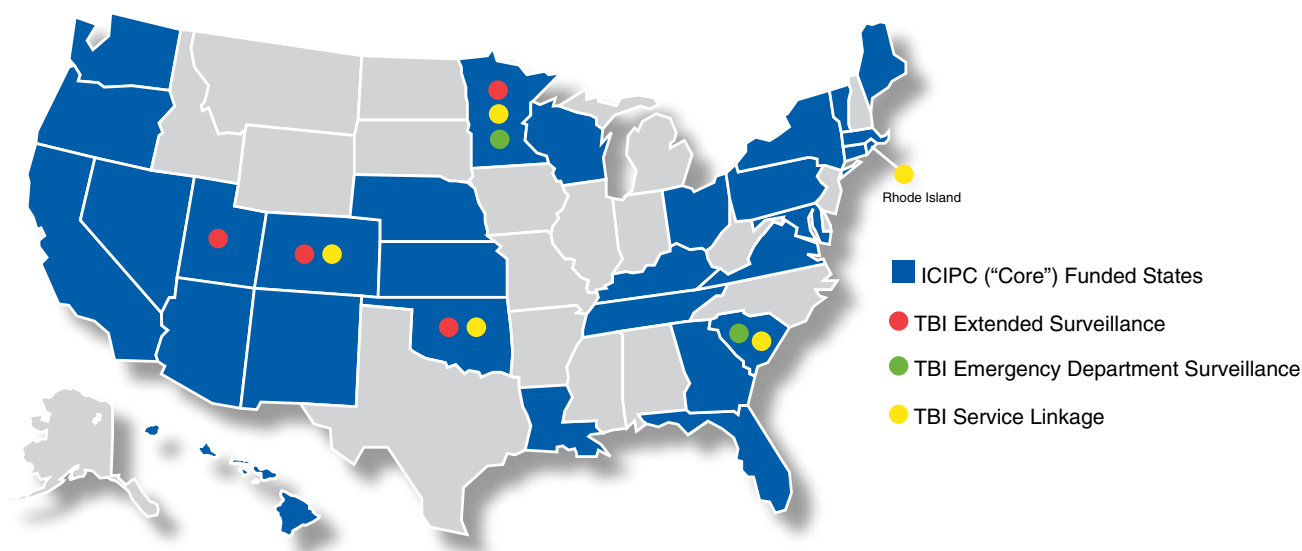 Rhode Island
ICIPC (“Core”) Funded States
TBI Extended Surveillance
TBI Emergency Department Surveillance
TBI Service Linkage